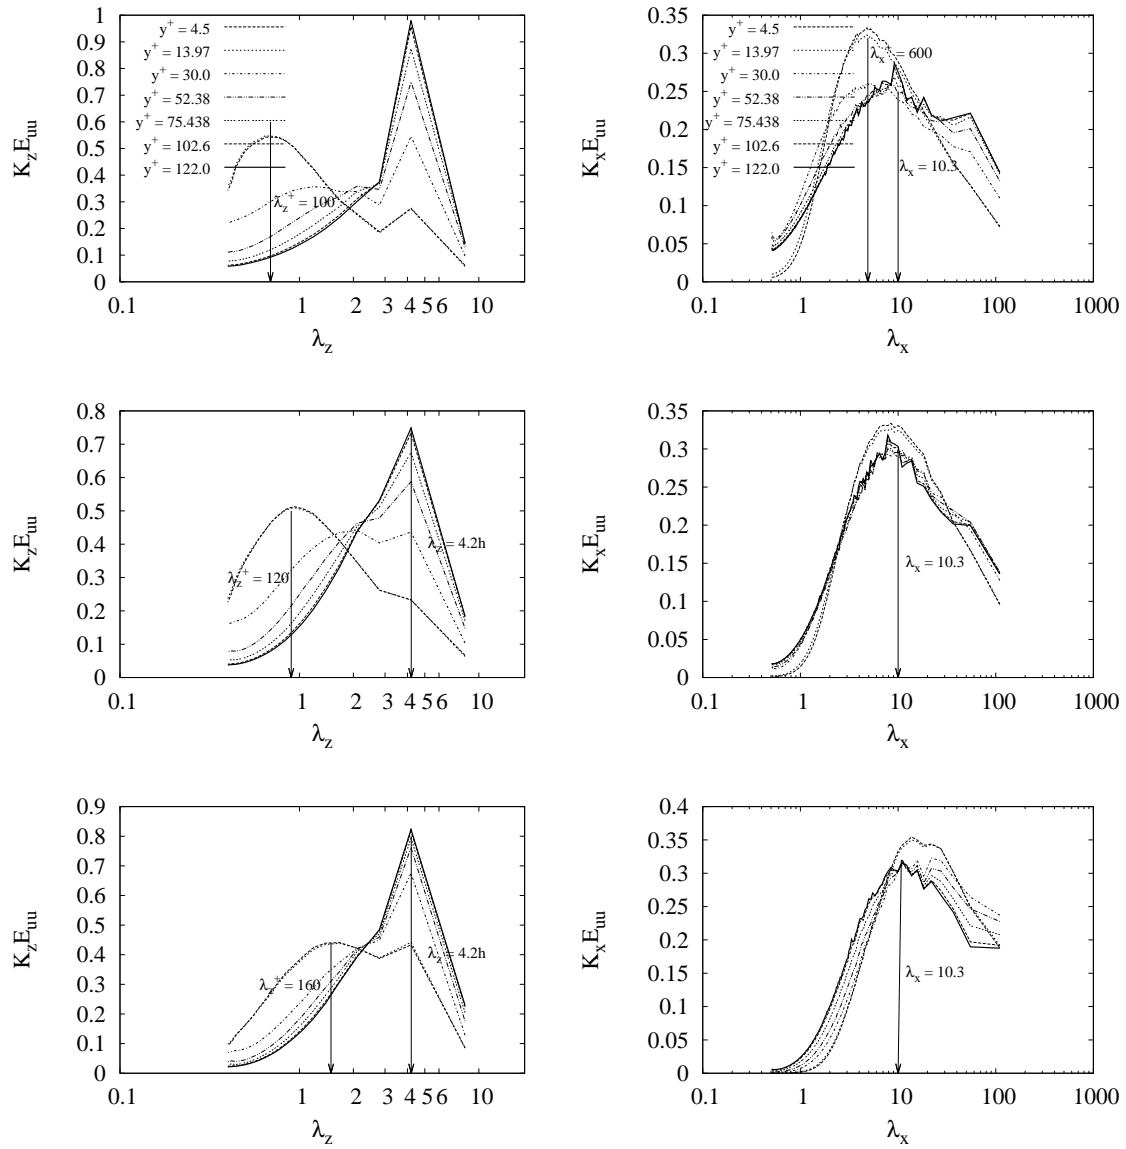 K_zE_uu
1
0.9
0.8
0.7
0.6
0.5
0.4
0.3
0.2
0.1
0
y^+ = 4.5
y^+ = 13.97
y^+ = 30.0
y^+ = 52.38
y^+ = 75.438
y^+ = 102.6
y^+ = 122.0
λ_z^+ = 100
0.1 1 2 3 4 5 6 10
λ_z
K_xE_uu
0.35
0.3
0.25
0.2
0.15
0.1
0.05
0
y^+ = 4.5
y^+ = 13.97
y^+ = 30.0
y^+ = 52.38
y^+ = 75.438
y^+ = 102.6
y^+ = 122.0
λ_x^+ = 600
λ_x = 10.3
0.1 1 10 100 1000
λ_x
K_zE_uu
0.8
0.7
0.6
0.5
0.4
0.3
0.2
0.1
0
λ_z^+ = 120
λ_z = 4.2h
0.1 1 2 3 4 5 6 10
λ_z
K_xE_uu
0.35
0.3
0.25
0.2
0.15
0.1
0.05
0
λ_x = 10.3
0.1 1 10 100 1000
λ_x
K_zE_uu
0.9
0.8
0.7
0.6
0.5
0.4
0.3
0.2
0.1
0
λ_z^+ = 160
λ_z = 4.2h
0.1 1 2 3 4 5 6 10
λ_z
K_xE_uu
0.4
0.35
0.3
0.25
0.2
0.15
0.1
0.05
0
λ_x = 10.3
0.1 1 10 100 1000
λ_x